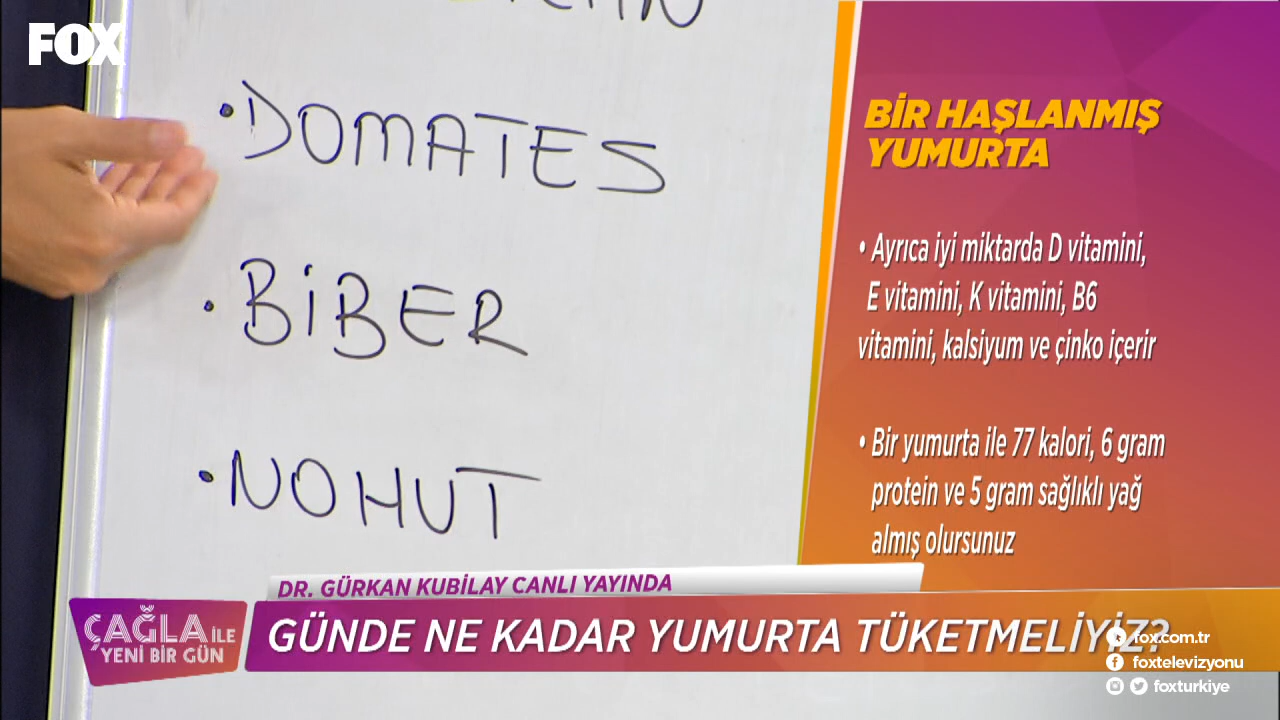 FOX
• DOMATES
• BİBER
• NOHUT
BİR HAŞLANMIŞ
YUMURTA
• Ayrıca iyi miktarda D vitamini,
E vitamini, K vitamini, B6
vitamini, kalsiyum ve çinko içerir
• Bir yumurta ile 77 kalori, 6 gram
protein ve 5 gram sağlıklı yağ
almış olursunuz
DR. GÜRKAN KUBİLAY CANLI YAYINDA
ÇAĞLA İLE
YENİ BİR GÜN
GÜNDE NE KADAR YUMURTA TÜKETMELİYİZ?
fox.com.tr
foxtelevizyonu
foxturkiye